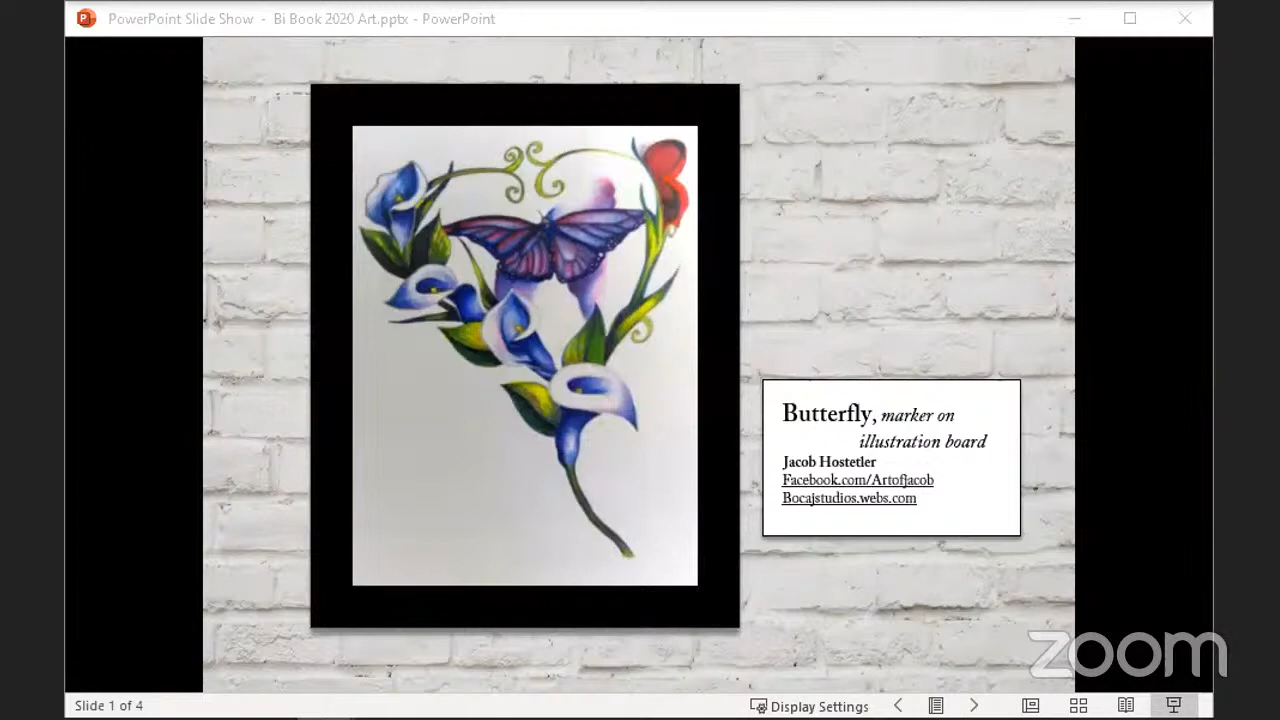 PowerPoint Slide Show - Bi Book 2020 Art.pptx - PowerPoint
Butterfly, marker on
illustration board
Jacob Hostetler
Facebook.com/ArtofJacob
Bocajstudios.webs.com
zoom
Slide 1 of 4
Display Settings